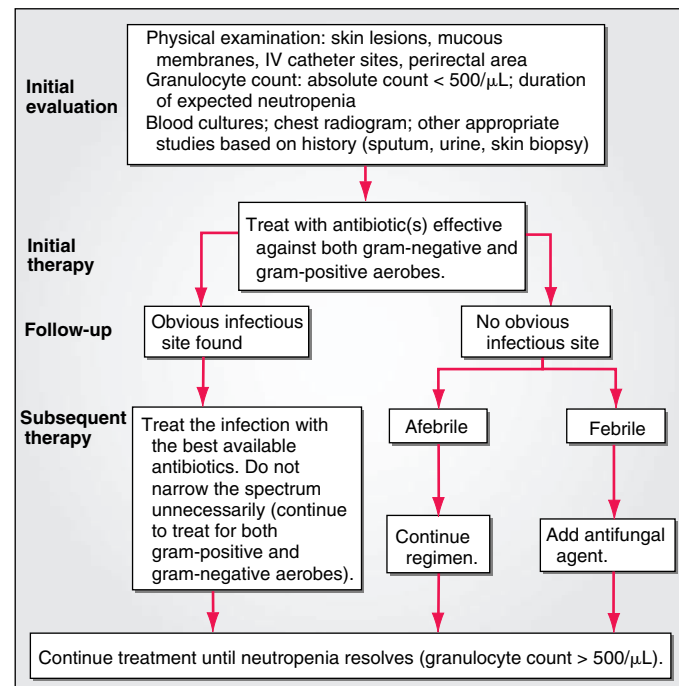 Initial
evaluation
Physical examination: skin lesions, mucous
membranes, IV catheter sites, perirectal area
Granulocyte count: absolute count < 500/μL; duration
of expected neutropenia
Blood cultures; chest radiogram; other appropriate
studies based on history (sputum, urine, skin biopsy)
Initial
therapy
Treat with antibiotic(s) effective
against both gram-negative and
gram-positive aerobes.
Follow-up
Obvious infectious
site found
No obvious
infectious site
Subsequent
therapy
Treat the infection with
the best available
antibiotics. Do not
narrow the spectrum
unnecessarily (continue
to treat for both
gram-positive and
gram-negative aerobes).
Afebrile
Febrile
Continue
regimen.
Add antifungal
agent.
Continue treatment until neutropenia resolves (granulocyte count > 500/μL).